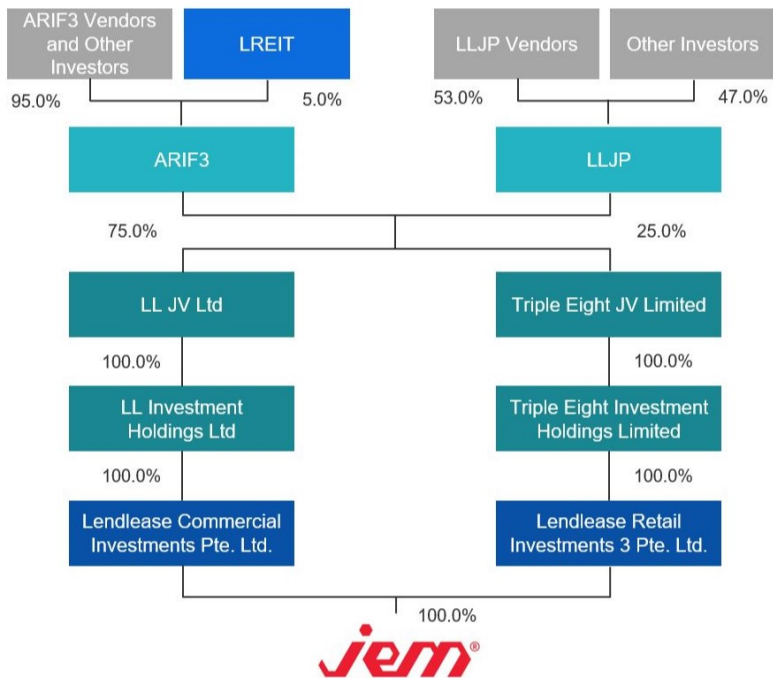 ARIF3 Vendors
and Other
Investors
LREIT
LLJP Vendors
Other Investors
95.0%
5.0%
53.0%
47.0%
ARIF3
LLJP
75.0%
25.0%
LL JV Ltd
Triple Eight JV Limited
100.0%
100.0%
LL Investment
Holdings Ltd
Triple Eight Investment
Holdings Limited
100.0%
100.0%
Lendlease Commercial
Investments Pte. Ltd.
Lendlease Retail
Investments 3 Pte. Ltd.
100.0%
jem®